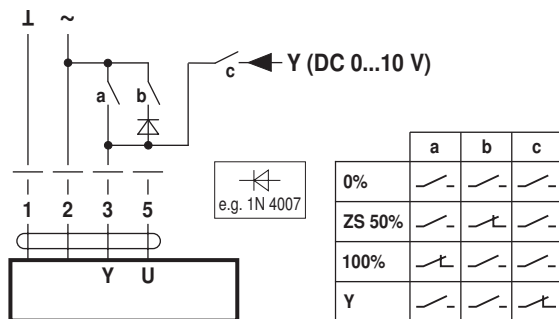 ⊥ ~
a b c Y (DC 0...10 V)
1 2 3 5
Y U
e.g. 1N 4007
a b c
0%
ZS 50%
100%
Y